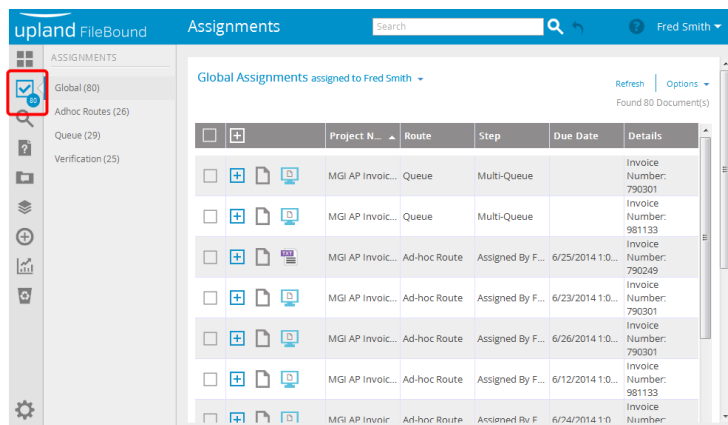 upland FileBound Assignments Search ? Fred Smith
ASSIGNMENTS
Global (80)
80
Adhoc Routes (26)
Queue (29)
Verification (25)
Global Assignments assigned to Fred Smith
Refresh Options
Found 80 Document(s)
Project N... Route Step Due Date Details
MGI AP Invoic... Queue Multi-Queue Invoice Number: 790301
MGI AP Invoic... Queue Multi-Queue Invoice Number: 981133
TXT MGI AP Invoic... Ad-hoc Route Assigned By F... 6/25/2014 1:0... Invoice Number: 790249
MGI AP Invoic... Ad-hoc Route Assigned By F... 6/23/2014 1:0... Invoice Number: 790301
MGI AP Invoic... Ad-hoc Route Assigned By F... 6/26/2014 1:0... Invoice Number: 790301
MGI AP Invoic... Ad-hoc Route Assigned By F... 6/12/2014 1:0... Invoice Number: 981133
MGI AP Invoic... Ad-hoc Route Assigned By F... 6/24/2014 1:0... Invoice Number: